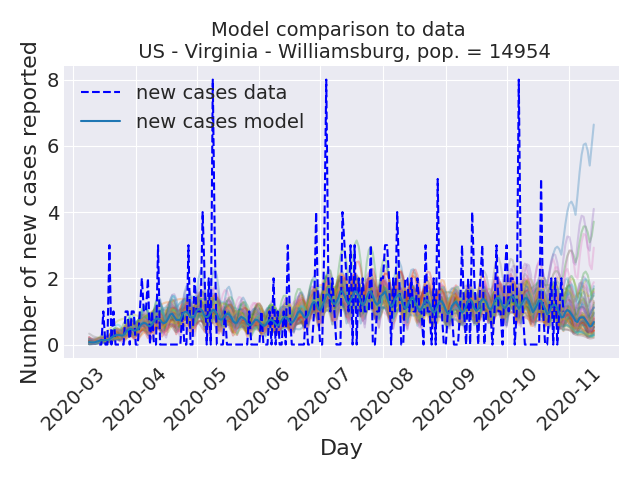 Model comparison to data
US - Virginia - Williamsburg, pop. = 14954
Number of new cases reported
8
6
4
2
0
new cases data
new cases model
2020-03
2020-04
2020-05
2020-06
2020-07
2020-08
2020-09
2020-10
2020-11
Day